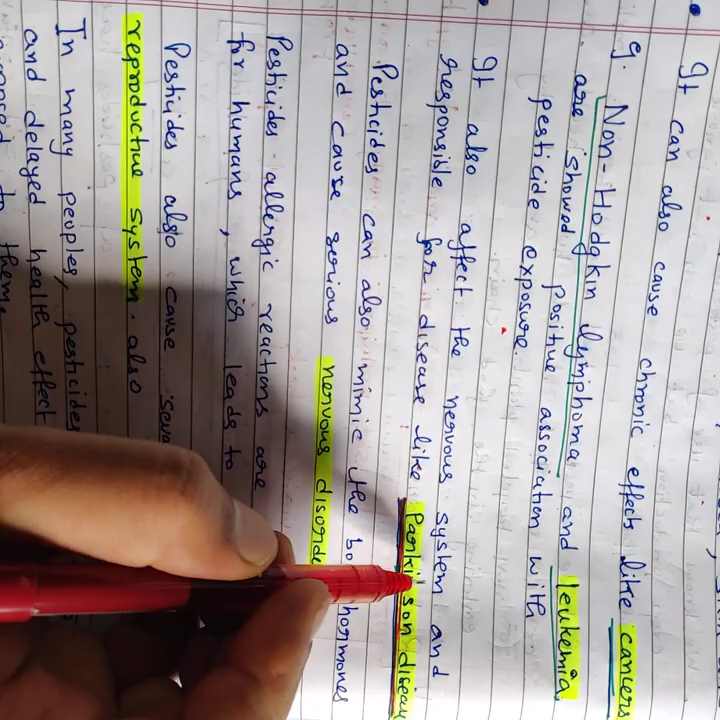 It can also cause chronic effects like cancers
eg. Non-Hodgkin lymphoma and leukemia,
are showed positive association with
pesticide exposure.
It also affect the nervous system and
responsible for disease like Parkinson disease
Pesticides can also mimic the hormones
and cause serious nervous
Pesticides allergic reactions are
for humans, which leads to
Pesticides also cause
reproductive system. also
In many peoples, pesticides
and delayed health effect
to them.